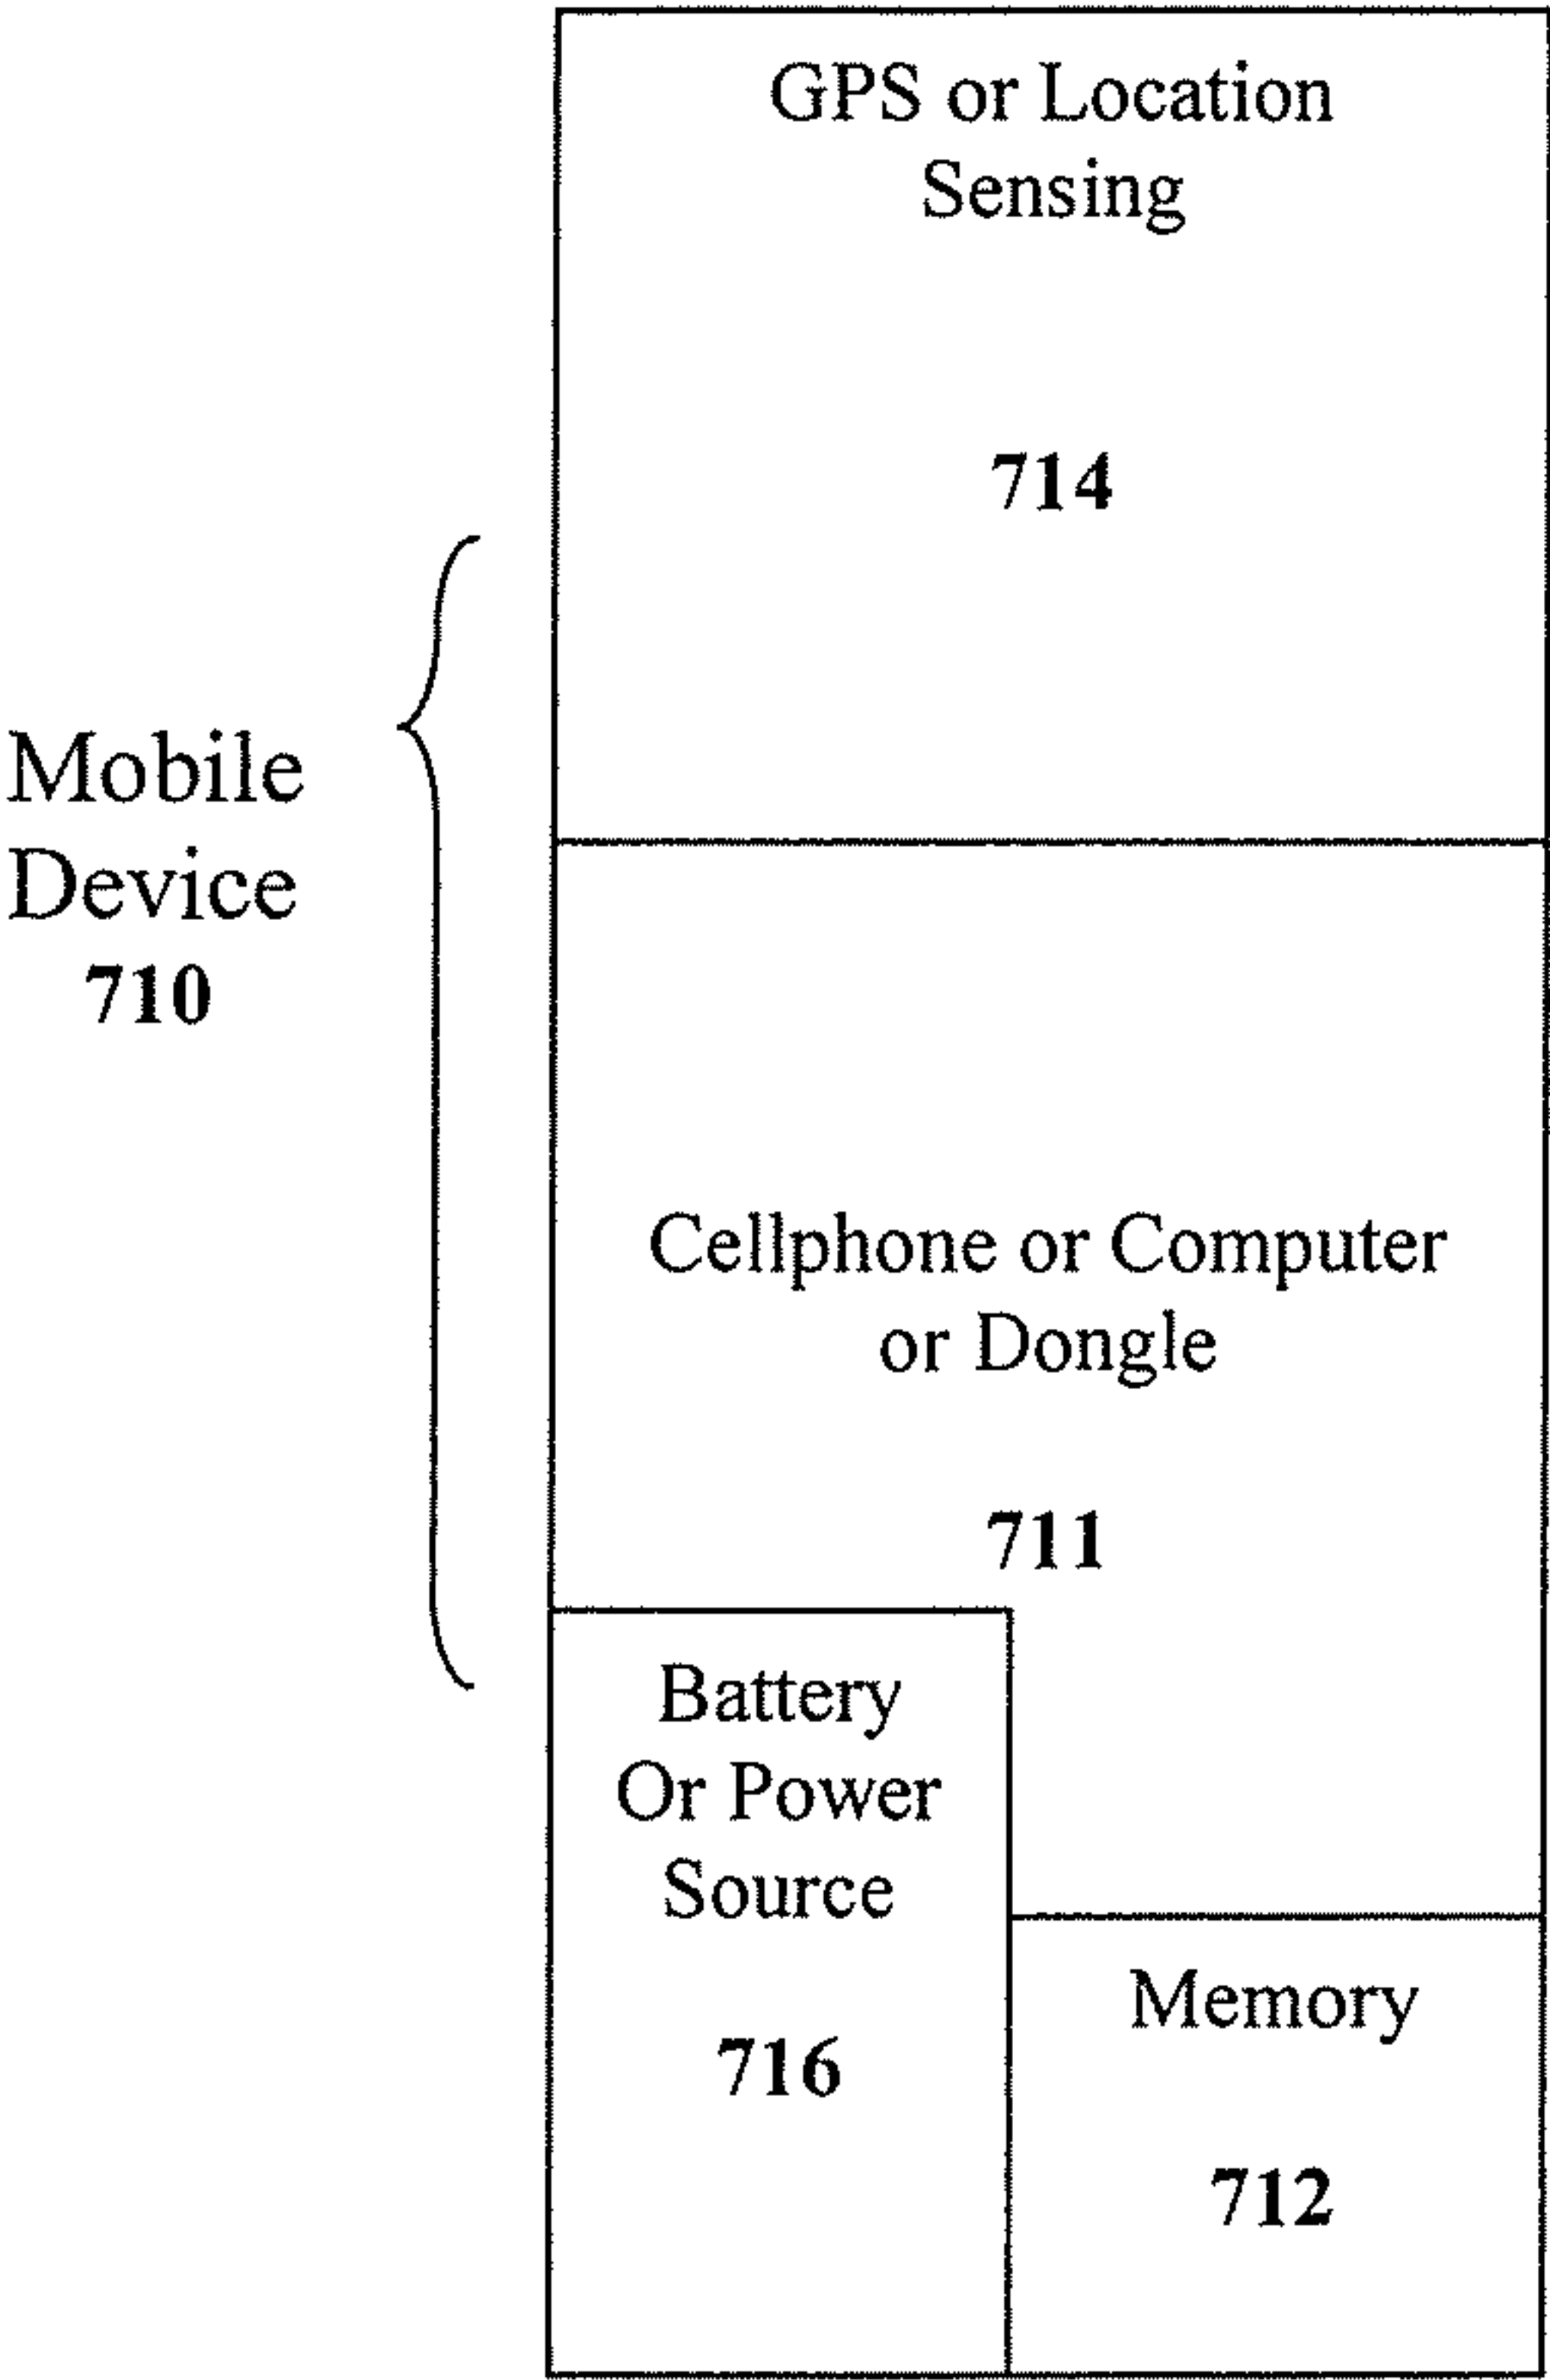 GPS or Location
Sensing
714
Mobile
Device
710
Cellphone or Computer
or Dongle
711
Battery
Or Power
Source
716
Memory
712